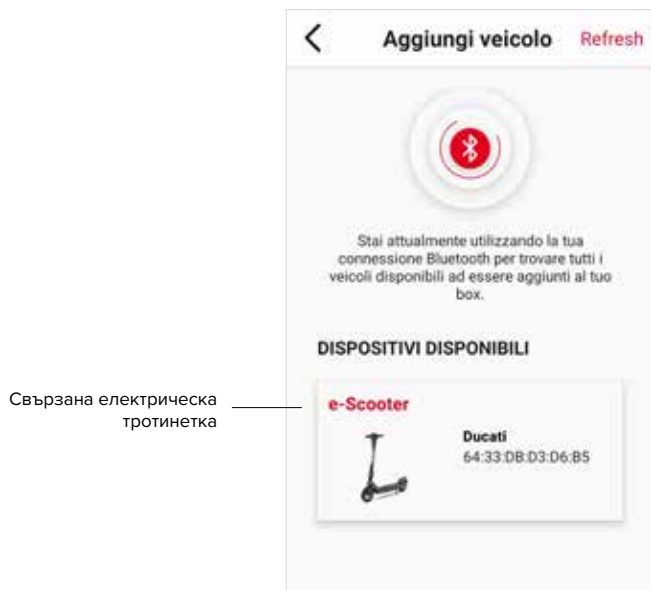 Aggiungi veicolo Refresh
Stai attualmente utilizzando la tua
connessione Bluetooth per trovare tutti i
veicoli disponibili ad essere aggiunti al tuo
box.
DISPOSITIVI DISPONIBILI
Свързана електрическа
тротинетка
e-Scooter
Ducati
64:33:DB:D3:D6:B5